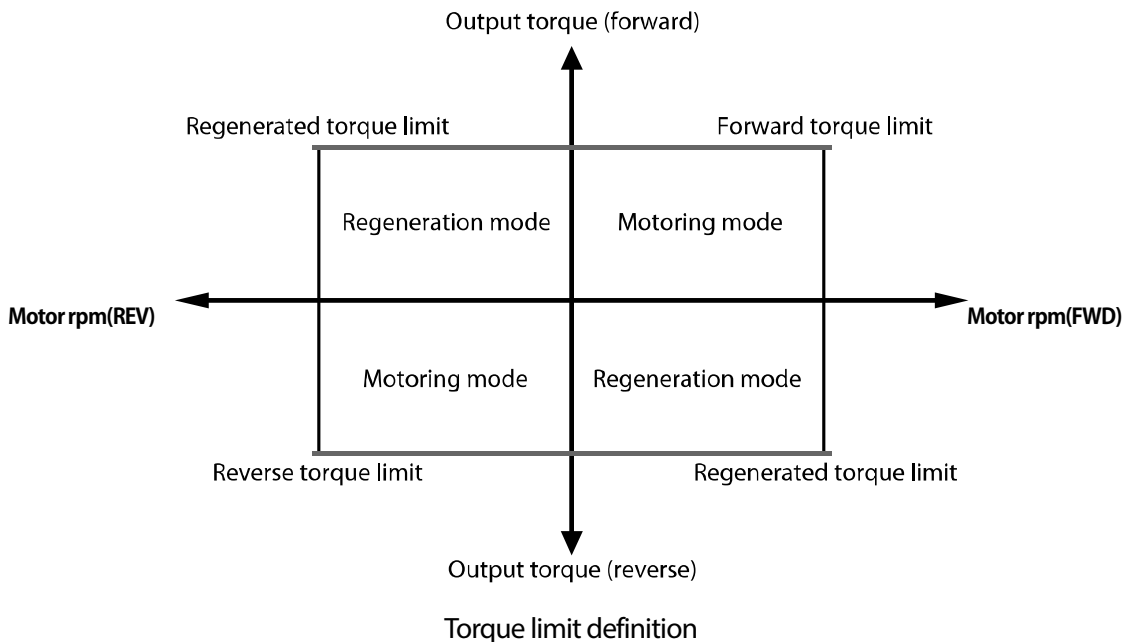 Output torque (forward)
Regenerated torque limit
Forward torque limit
Regeneration mode
Motoring mode
Motor rpm(REV)
Motor rpm(FWD)
Motoring mode
Regeneration mode
Reverse torque limit
Regenerated torque limit
Output torque (reverse)
Torque limit definition